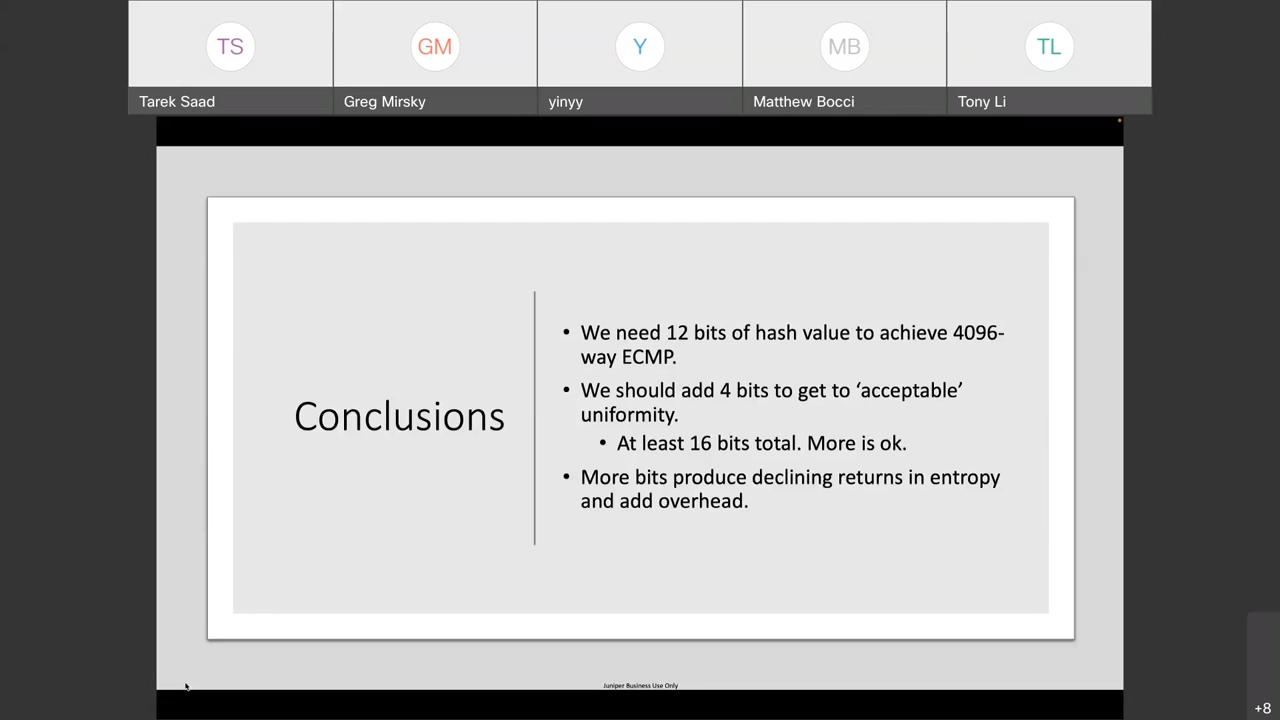 TS
GM
Y
MB
TL
Tarek Saad
Greg Mirsky
yinyy
Matthew Bocci
Tony Li
Conclusions
• We need 12 bits of hash value to achieve 4096-
way ECMP.
• We should add 4 bits to get to ‘acceptable’
uniformity.
• At least 16 bits total. More is ok.
• More bits produce declining returns in entropy
and add overhead.
Juniper Business Use Only
+8